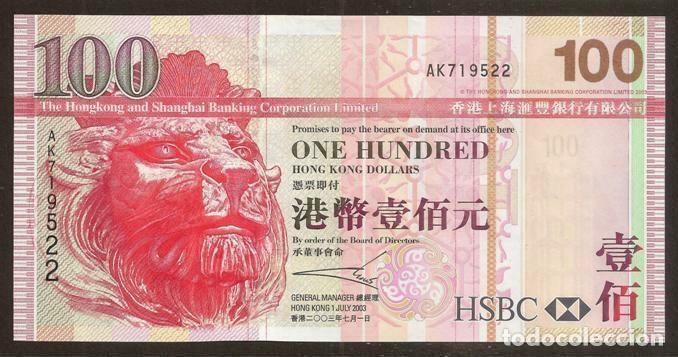 100
AK719522
100
© THE HONGKONG AND SHANGHAI BANKING CORPORATION LIMITED 2003
The Hongkong and Shanghai Banking Corporation Limited
香港上海滙豐銀行有限公司
AK719522
Promises to pay the bearer on demand at its office here
ONE HUNDRED
HONG KONG DOLLARS
憑票即付
港幣壹佰元
By order of the Board of Directors
承董事會命
GENERAL MANAGER 總經理
HONG KONG 1 JULY 2003
香港二〇〇三年七月一日
100
HSBC
壹佰
todocoleccion